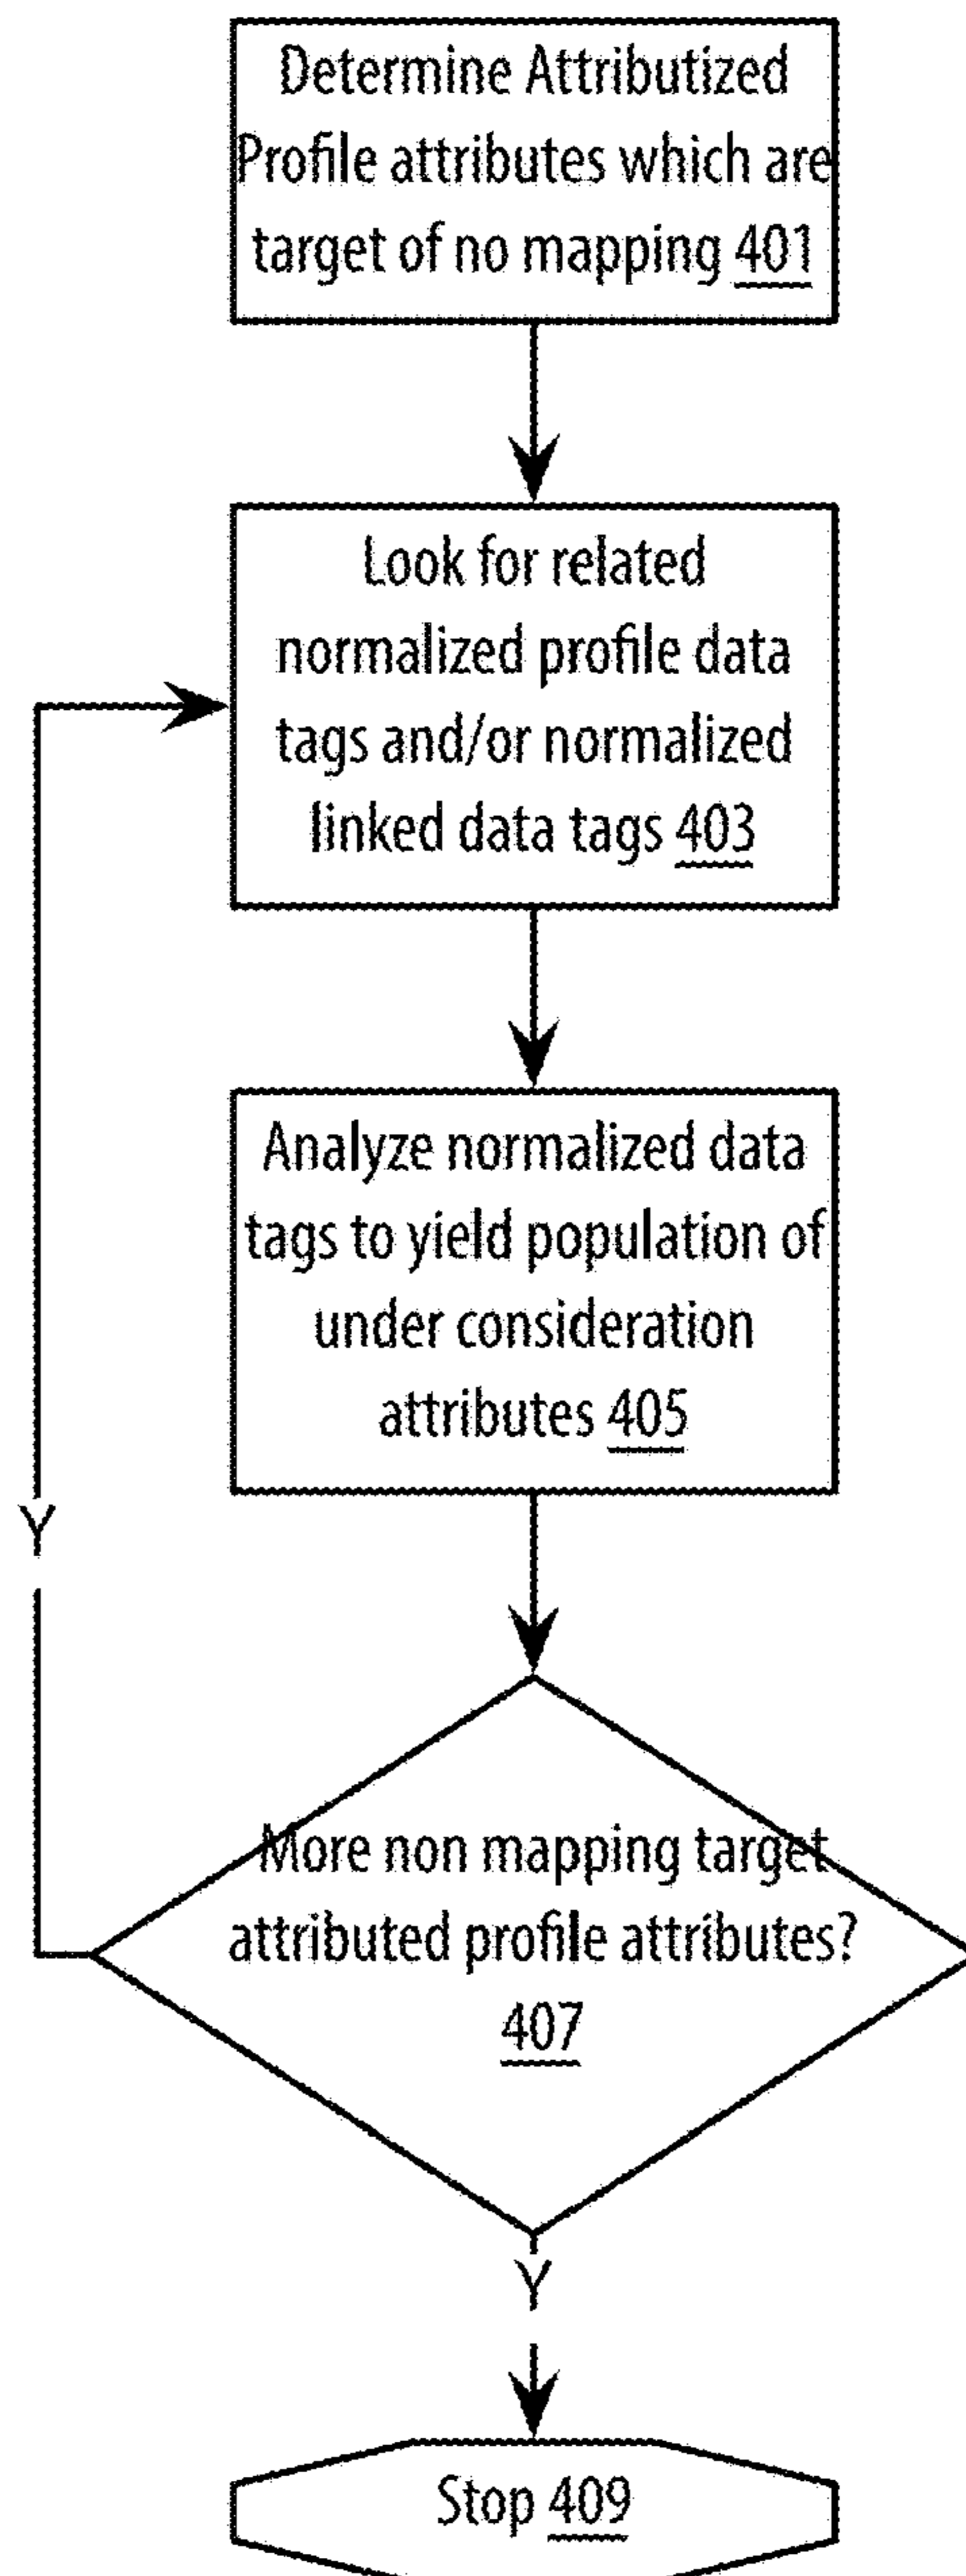 Determine Attributized
Profile attributes which are
target of no mapping 401
Look for related
normalized profile data
tags and/or normalized
linked data tags 403
Analyze normalized data
tags to yield population of
under consideration
attributes 405
Y
More non mapping target
attributed profile attributes?
407
Y
Stop 409